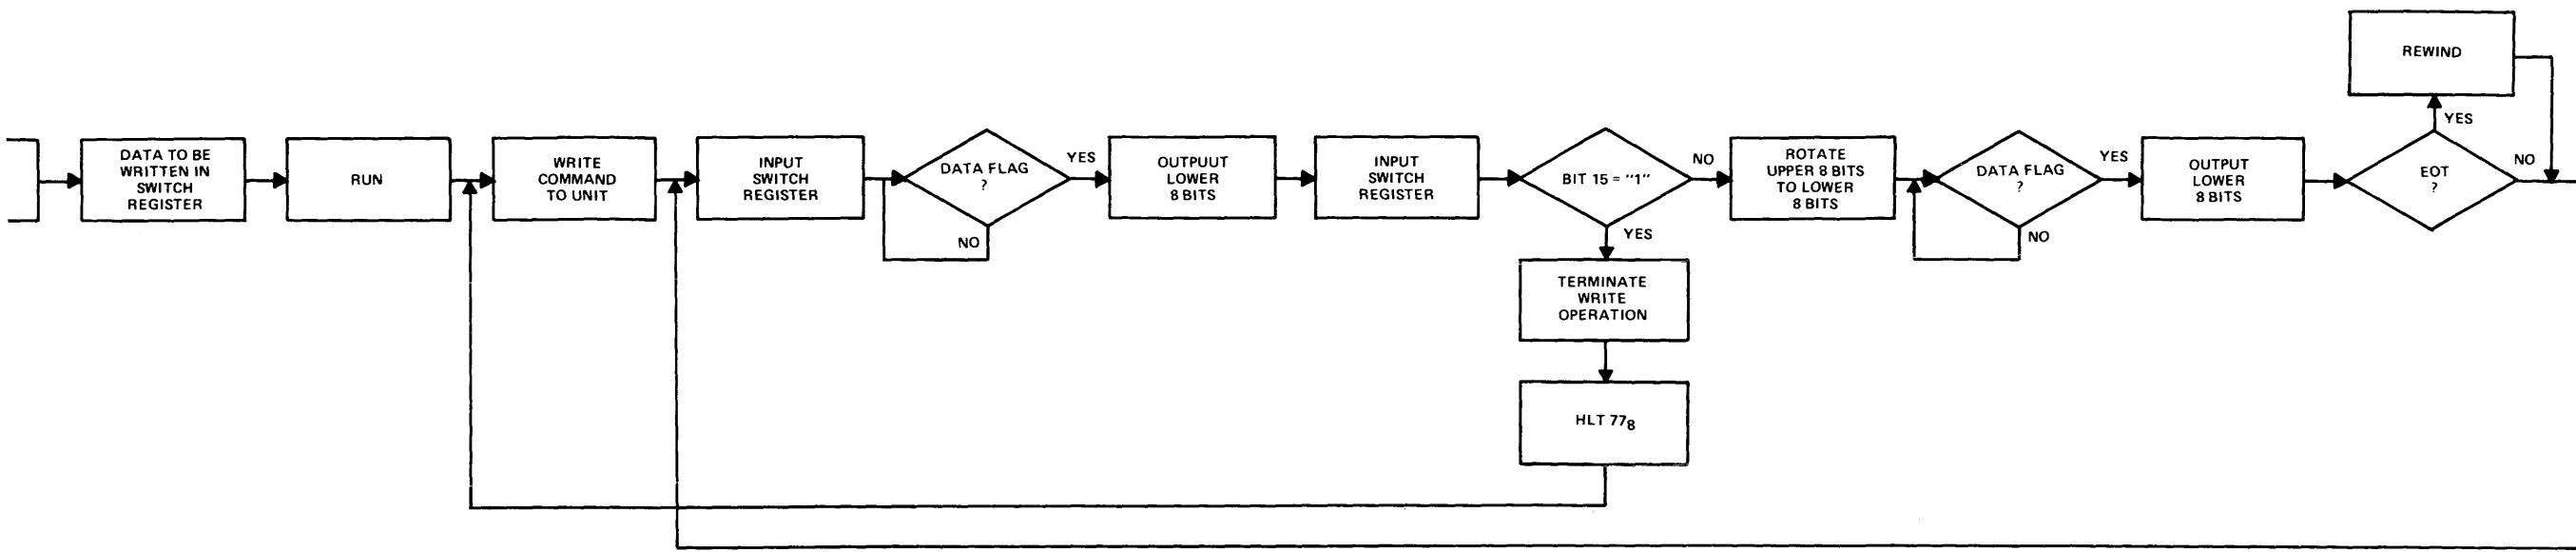 DATA TO BE
WRITTEN IN
SWITCH
REGISTER
RUN
WRITE
COMMAND
TO UNIT
INPUT
SWITCH
REGISTER
DATA FLAG
?
YES
NO
OUTPUUT
LOWER
8 BITS
INPUT
SWITCH
REGISTER
BIT 15 = "1"
NO
YES
TERMINATE
WRITE
OPERATION
HLT 77₈
ROTATE
UPPER 8 BITS
TO LOWER
8 BITS
DATA FLAG
?
YES
NO
OUTPUT
LOWER
8 BITS
EOT
?
YES
NO
REWIND